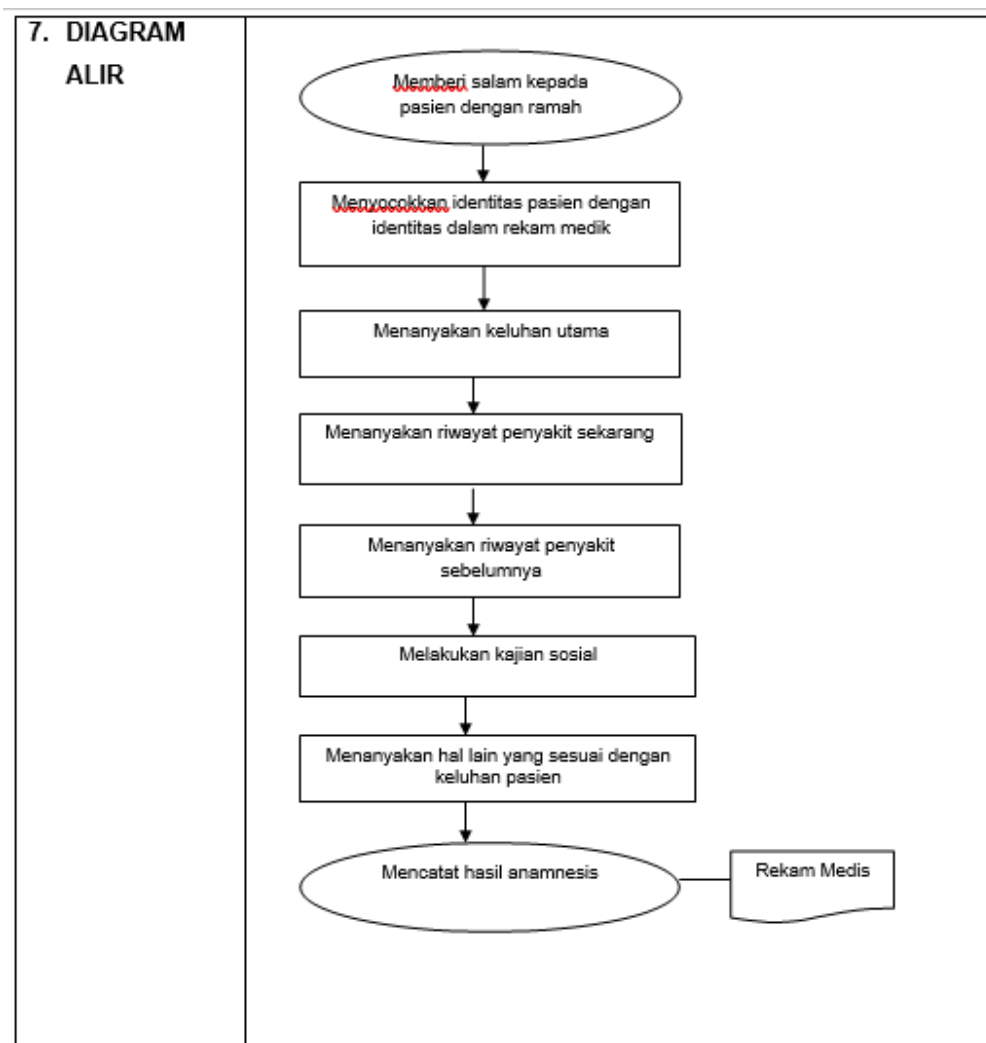 7. DIAGRAM
ALIR
Memberi salam kepada
pasien dengan ramah
Menyocokkan identitas pasien dengan
identitas dalam rekam medik
Menanyakan keluhan utama
Menanyakan riwayat penyakit sekarang
Menanyakan riwayat penyakit
sebelumnya
Melakukan kajian sosial
Menanyakan hal lain yang sesuai dengan
keluhan pasien
Mencatat hasil anamnesis
Rekam Medis